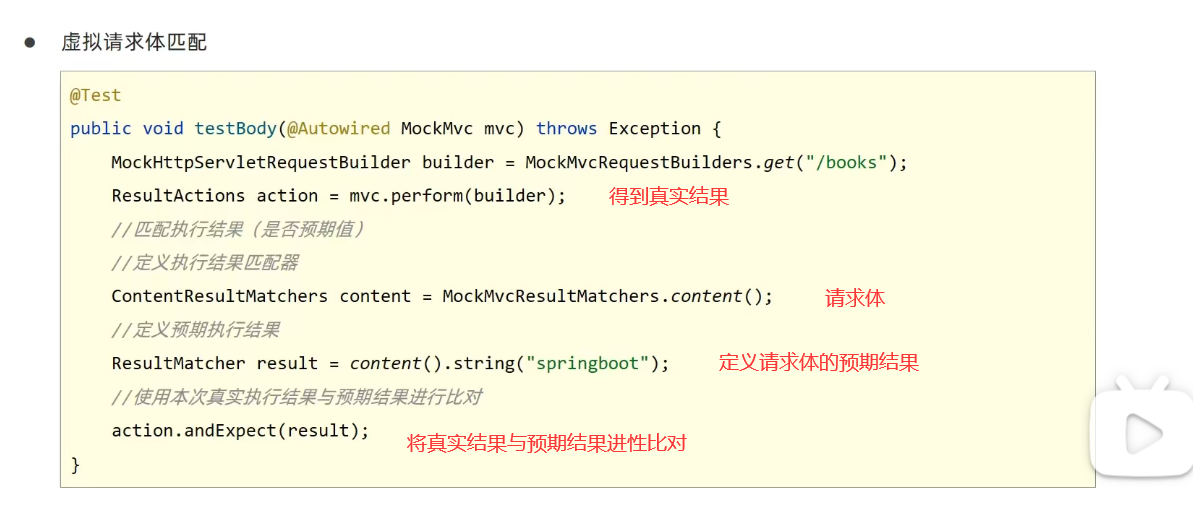 ● 虚拟请求体匹配
@Test
public void testBody(@Autowired MockMvc mvc) throws Exception {
MockHttpServletRequestBuilder builder = MockMvcRequestBuilders.get("/books");
ResultActions action = mvc.perform(builder); 得到真实结果
//匹配执行结果（是否预期值）
//定义执行结果匹配器
ContentResultMatchers content = MockMvcResultMatchers.content(); 请求体
//定义预期执行结果
ResultMatcher result = content().string("springboot"); 定义请求体的预期结果
//使用本次真实执行结果与预期结果进行比对
action.andExpect(result); 将真实结果与预期结果进性比对
}